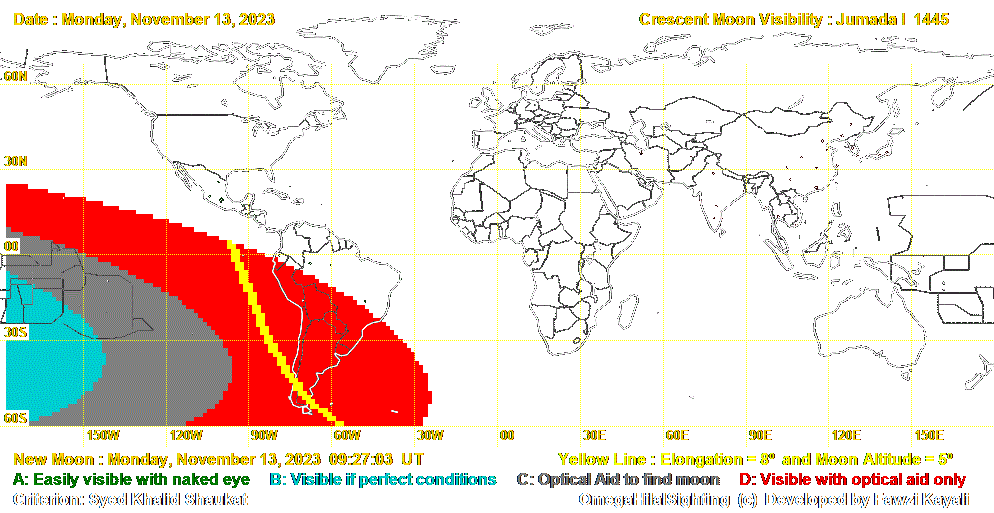 Date : Monday, November 13, 2023 Crescent Moon Visibility : Jumada I 1445
60N
30N
00
30S
60S
150W 120W 90W 60W 30W 00 30E 60E 90E 120E 150E
New Moon : Monday, November 13, 2023 09:27:03 UT Yellow Line : Elongation = 8º and Moon Altitude = 5º
A: Easily visible with naked eye B: Visible if perfect conditions C: Optical Aid to find moon D: Visible with optical aid only
Criterion: Syed Khalid Shaukat OmegaHilalSighting (c) Developed by Fawzi Kayali